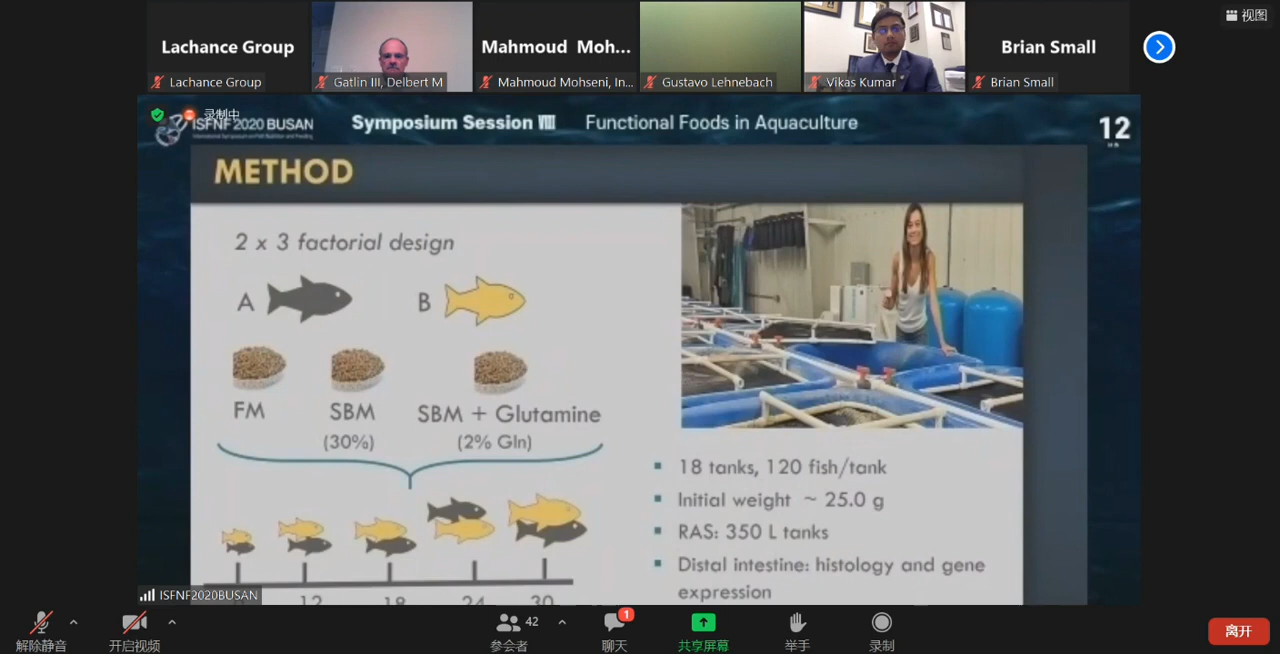 Lachance Group
Mahmoud Moh...
Brian Small
视图
Lachance Group
Gatlin III, Delbert M
Mahmoud Mohseni, In...
Gustavo Lehnebach
Vikas Kumar
Brian Small
录制中
ISFNF2020 BUSAN
Symposium Session Ⅷ
Functional Foods in Aquaculture
12
METHOD
2 x 3 factorial design
A
B
FM
SBM
SBM + Glutamine
(30%)
(2% Gln)
18 tanks, 120 fish/tank
Initial weight ~ 25.0 g
RAS: 350 L tanks
Distal intestine: histology and gene
expression
12
18
24
30
ISFNF2020BUSAN
42
1
解除静音
开启视频
参会者
聊天
共享屏幕
举手
录制
离开